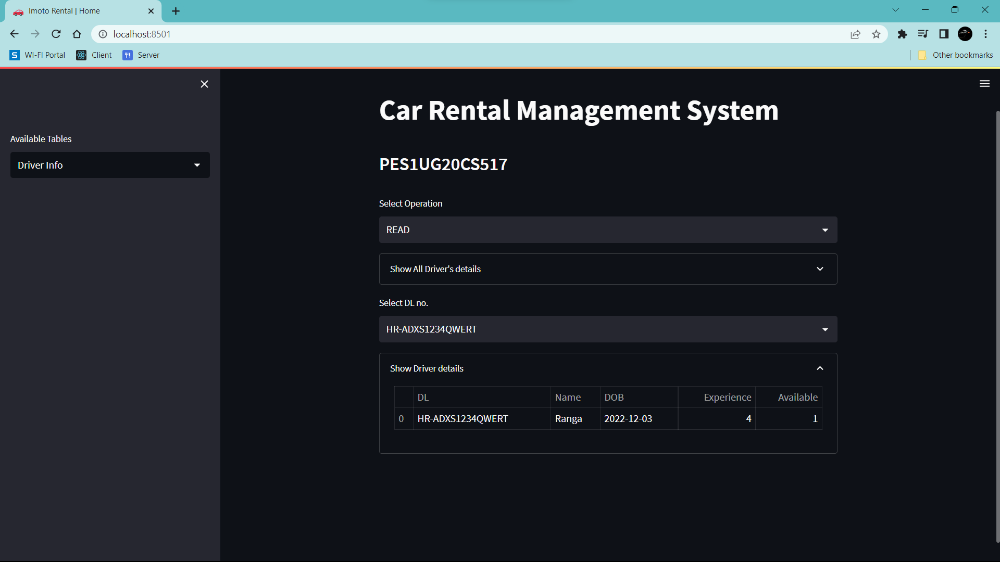 Imoto Rental | Home
localhost:8501
WI-FI Portal Client Server Other bookmarks
Available Tables
Driver Info
Car Rental Management System
PES1UG20CS517
Select Operation
READ
Show All Driver's details
Select DL no.
HR-ADXS1234QWERT
Show Driver details
DL Name DOB Experience Available
0 HR-ADXS1234QWERT Ranga 2022-12-03 4 1